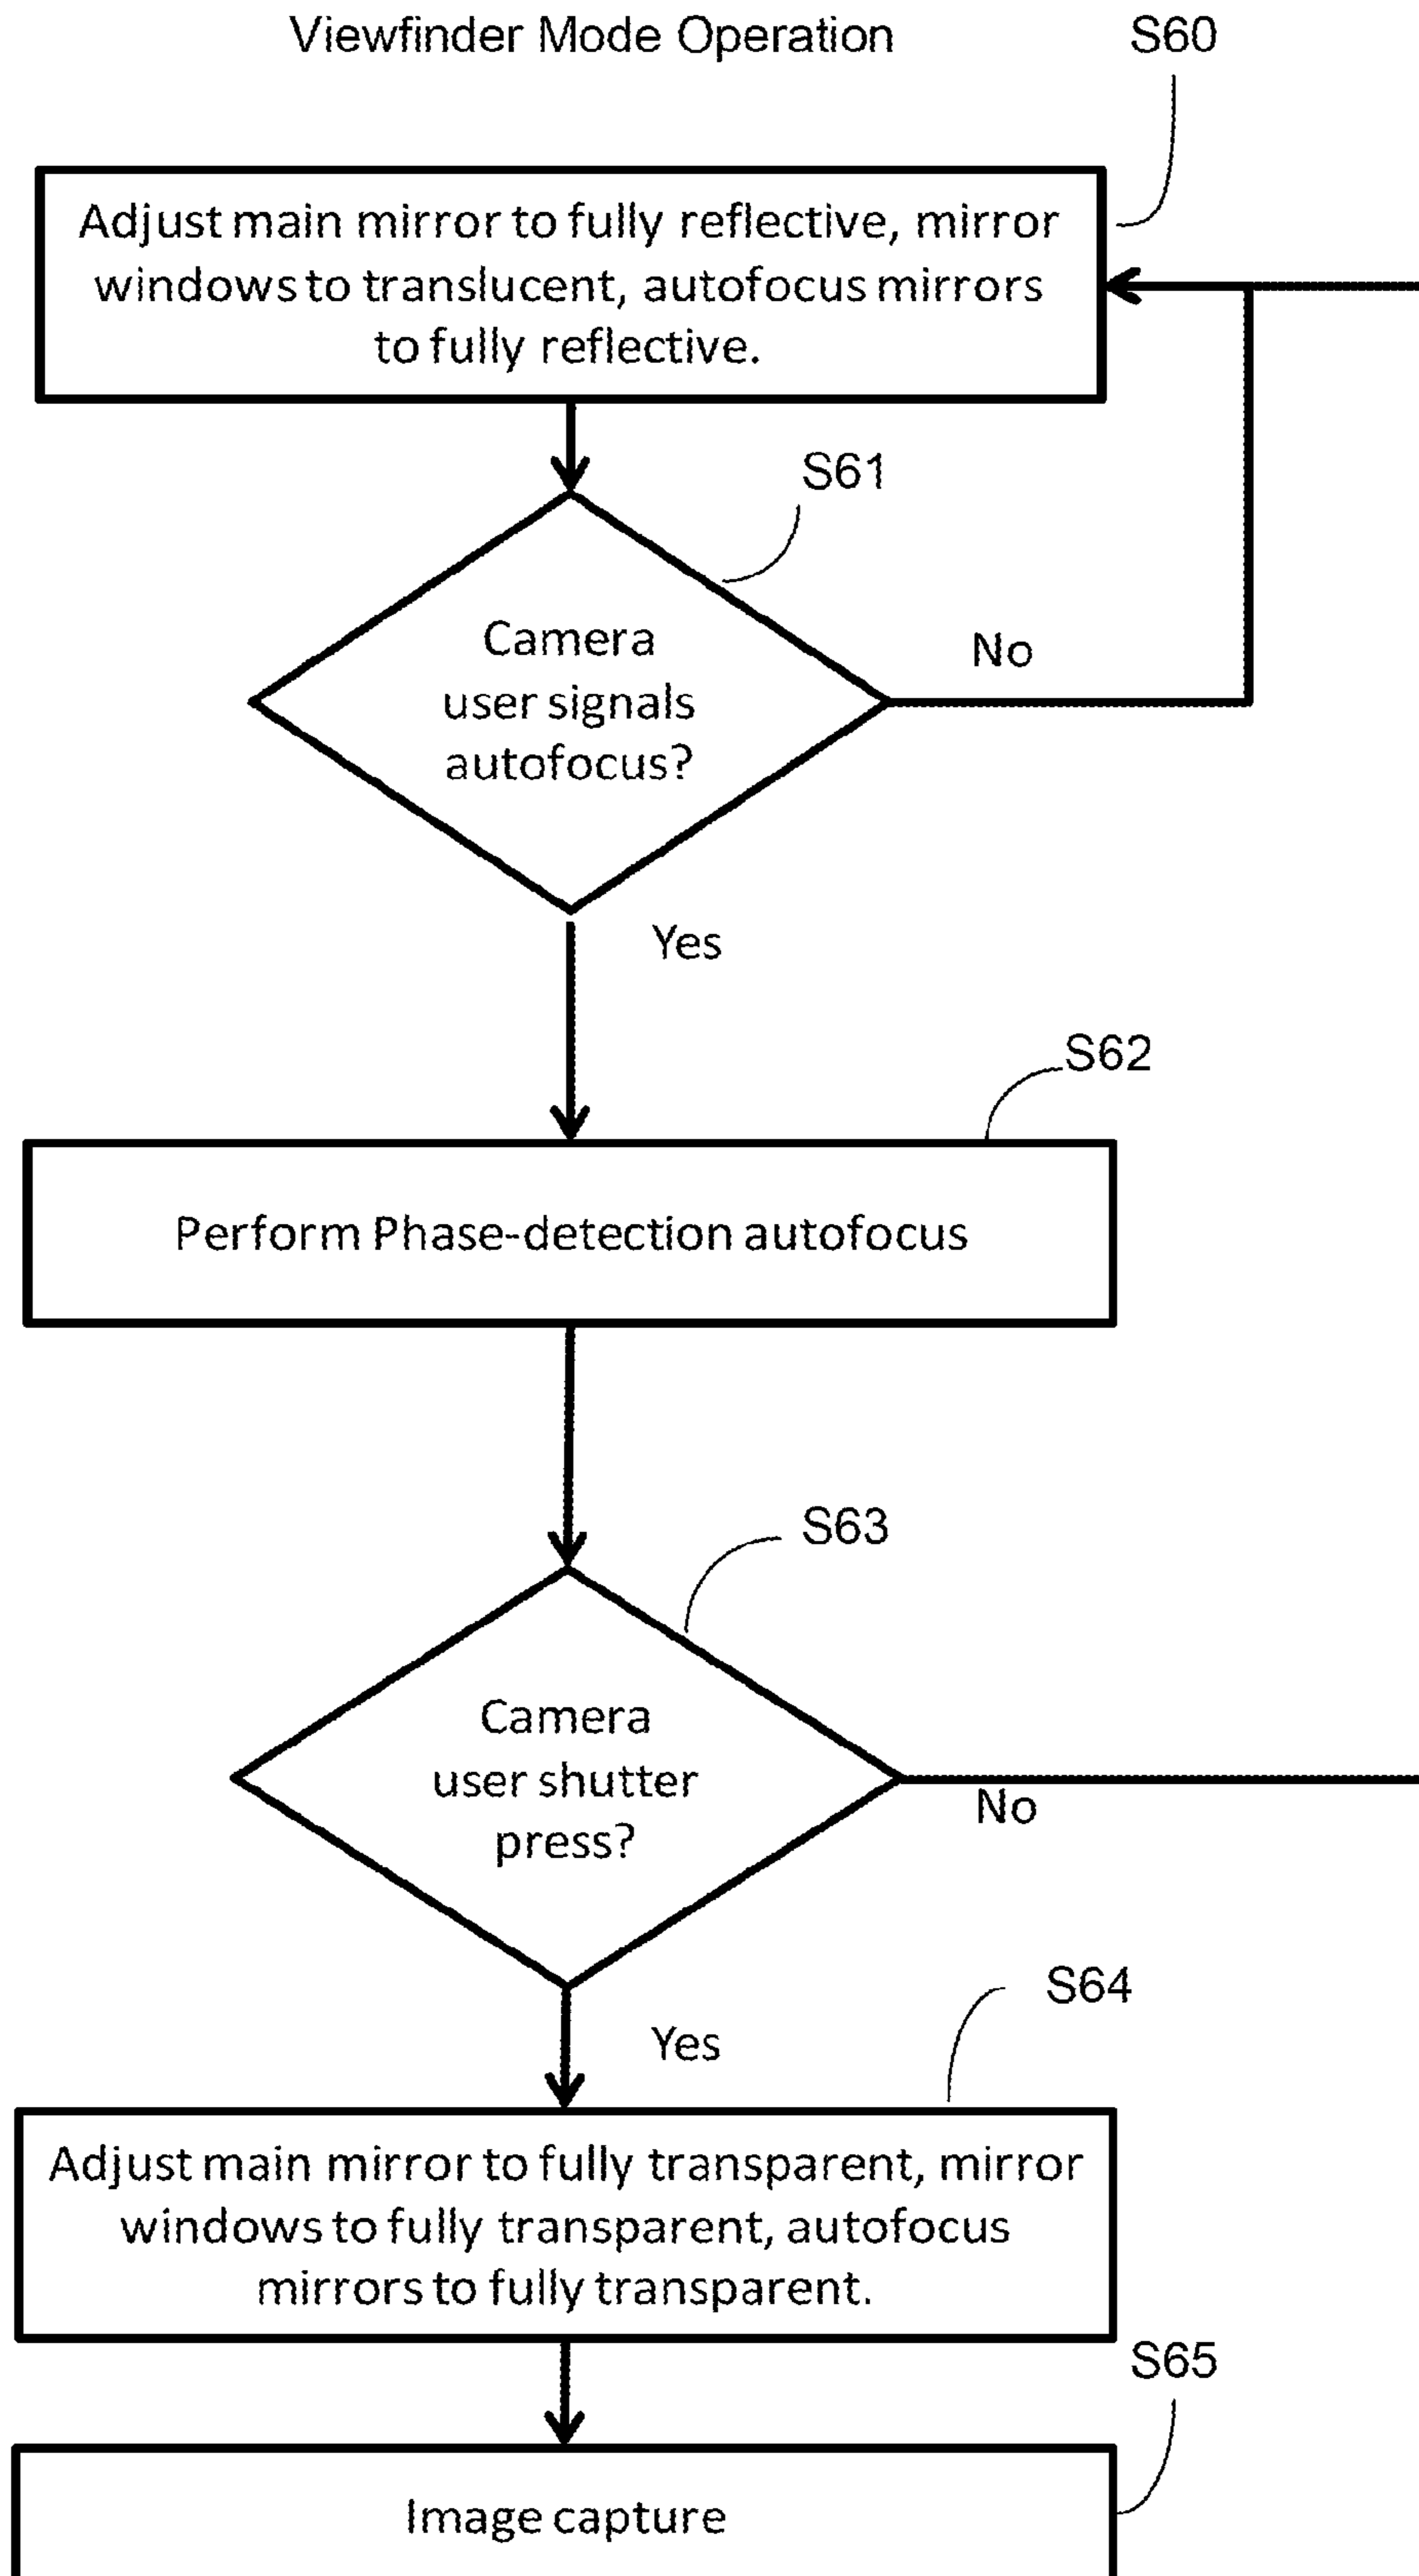 Viewfinder Mode Operation
S60
Adjust main mirror to fully reflective, mirror
windows to translucent, autofocus mirrors
to fully reflective.
S61
Camera
user signals
autofocus?
No
Yes
S62
Perform Phase-detection autofocus
S63
Camera
user shutter
press?
No
Yes
S64
Adjust main mirror to fully transparent, mirror
windows to fully transparent, autofocus
mirrors to fully transparent.
S65
Image capture